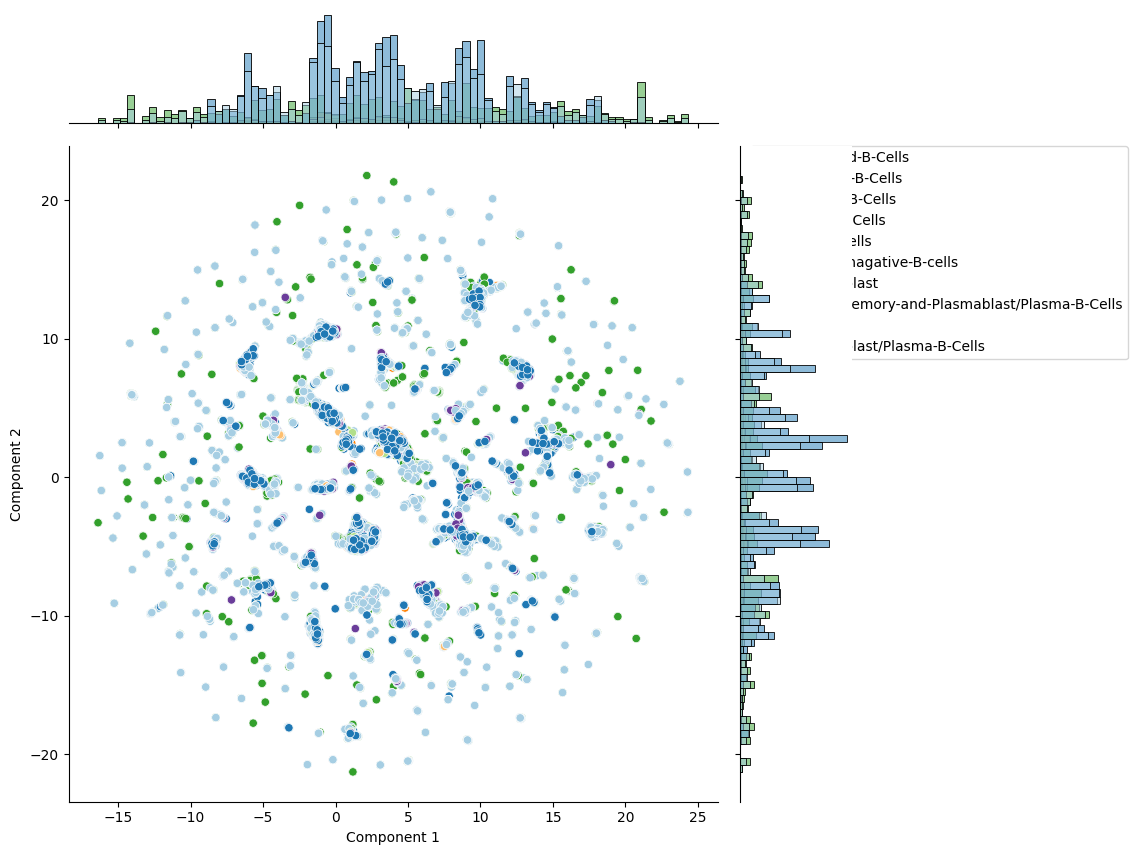 d-B-Cells
-B-Cells
B-Cells
-Cells
ells
nagative-B-cells
last
emory-and-Plasmablast/Plasma-B-Cells
last/Plasma-B-Cells
20
10
0
−10
−20
Component 2
−15
−10
−5
0
5
10
15
20
25
Component 1